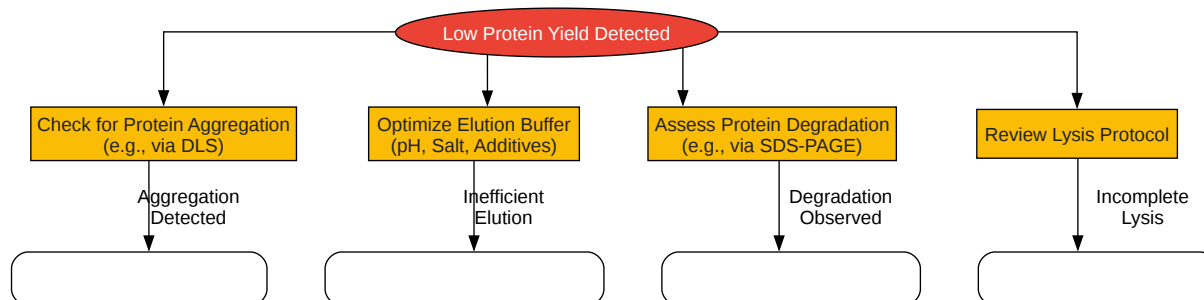 Low Protein Yield Detected
Check for Protein Aggregation
(e.g., via DLS)
Optimize Elution Buffer
(pH, Salt, Additives)
Assess Protein Degradation
(e.g., via SDS-PAGE)
Review Lysis Protocol
Aggregation
Detected
Inefficient
Elution
Degradation
Observed
Incomplete
Lysis